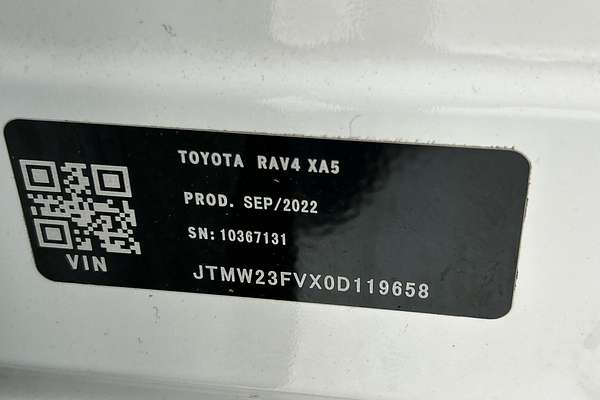 TOYOTA RAV4 XA5
PROD. SEP/2022
SN: 10367131
VIN
JTMW23FVX0D119658